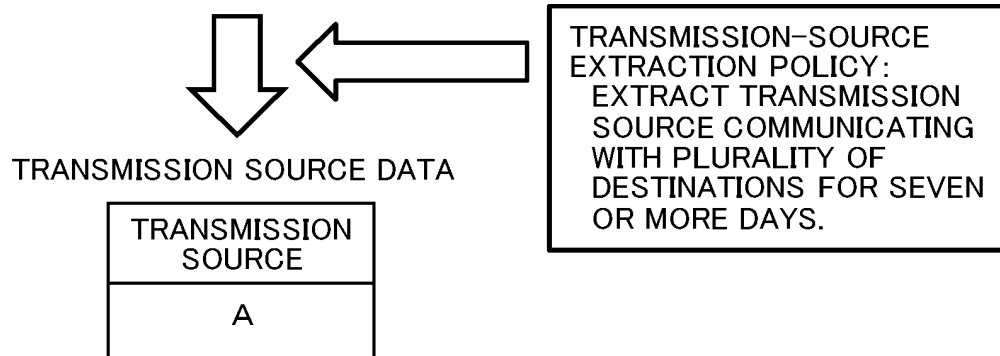 TRANSMISSION-SOURCE
EXTRACTION POLICY:
EXTRACT TRANSMISSION
SOURCE COMMUNICATING
WITH PLURALITY OF
DESTINATIONS FOR SEVEN
OR MORE DAYS.
TRANSMISSION SOURCE DATA
TRANSMISSION
SOURCE
A